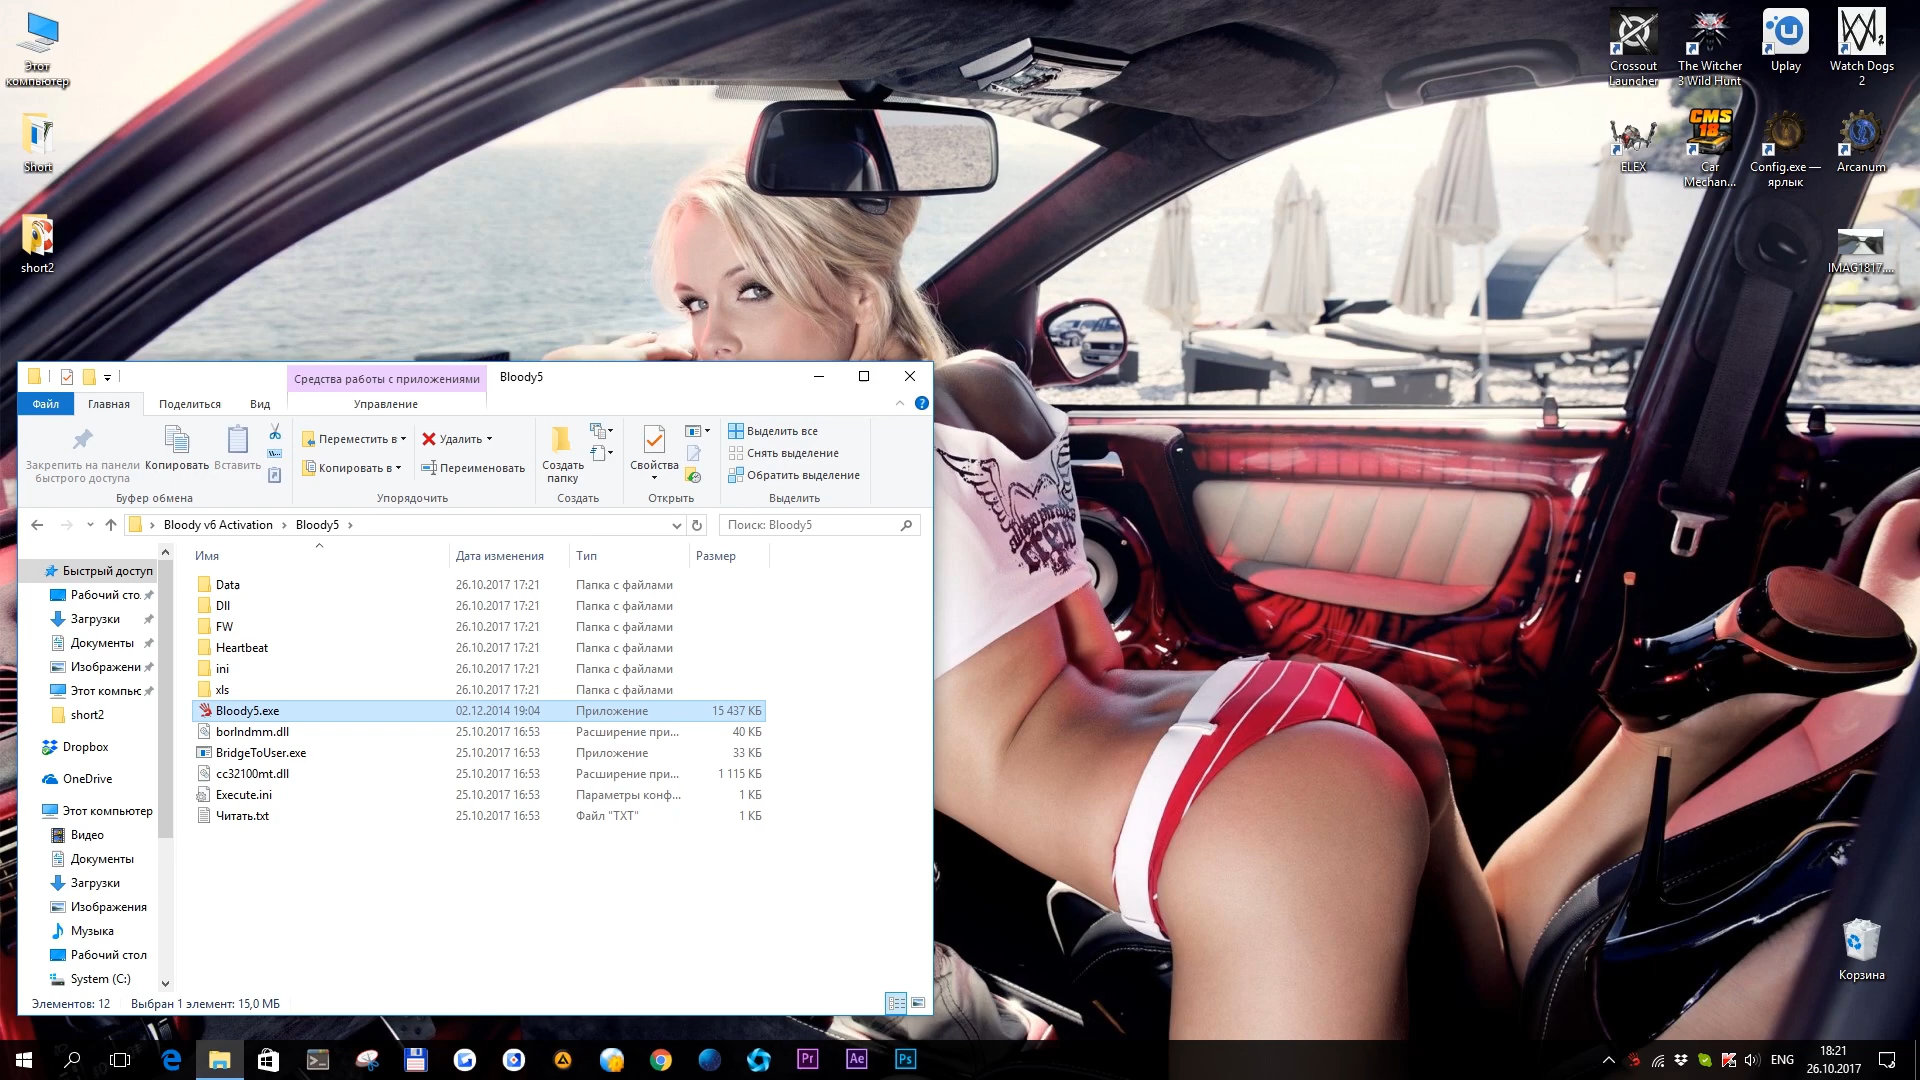 Этот компьютер
Short
short2
Crossout Launcher
The Witcher 3 Wild Hunt
Uplay
Watch Dogs 2
ELEX
CMS 18
Car Mechan...
Config.exe — ярлык
Arcanum
IMAG1817....
Корзина
Средства работы с приложениями
Bloody5
Файл
Главная
Поделиться
Вид
Управление
Закрепить на панели быстрого доступа
Копировать
Вставить
Буфер обмена
Переместить в
Копировать в
Удалить
Переименовать
Упорядочить
Создать папку
Создать
Свойства
Открыть
Выделить все
Снять выделение
Обратить выделение
Выделить
Bloody v6 Activation
Bloody5
Поиск: Bloody5
Быстрый доступ
Рабочий сто.
Загрузки
Документы
Изображени
Этот компьк
short2
Dropbox
OneDrive
Этот компьютер
Видео
Документы
Загрузки
Изображения
Музыка
Рабочий стол
System (C:)
Имя Дата изменения Тип Размер
Data 26.10.2017 17:21 Папка с файлами
Dll 26.10.2017 17:21 Папка с файлами
FW 26.10.2017 17:21 Папка с файлами
Heartbeat 26.10.2017 17:21 Папка с файлами
ini 26.10.2017 17:21 Папка с файлами
xls 26.10.2017 17:21 Папка с файлами
Bloody5.exe 02.12.2014 19:04 Приложение 15 437 КБ
borlndmm.dll 25.10.2017 16:53 Расширение при... 40 КБ
BridgeToUser.exe 25.10.2017 16:53 Приложение 33 КБ
cc32100mt.dll 25.10.2017 16:53 Расширение при... 1 115 КБ
Execute.ini 25.10.2017 16:53 Параметры конф... 1 КБ
Читать.txt 25.10.2017 16:53 Файл "TXT" 1 КБ
Элементов: 12 Выбран 1 элемент: 15,0 МБ
Pr
Ae
Ps
ENG
18:21
26.10.2017